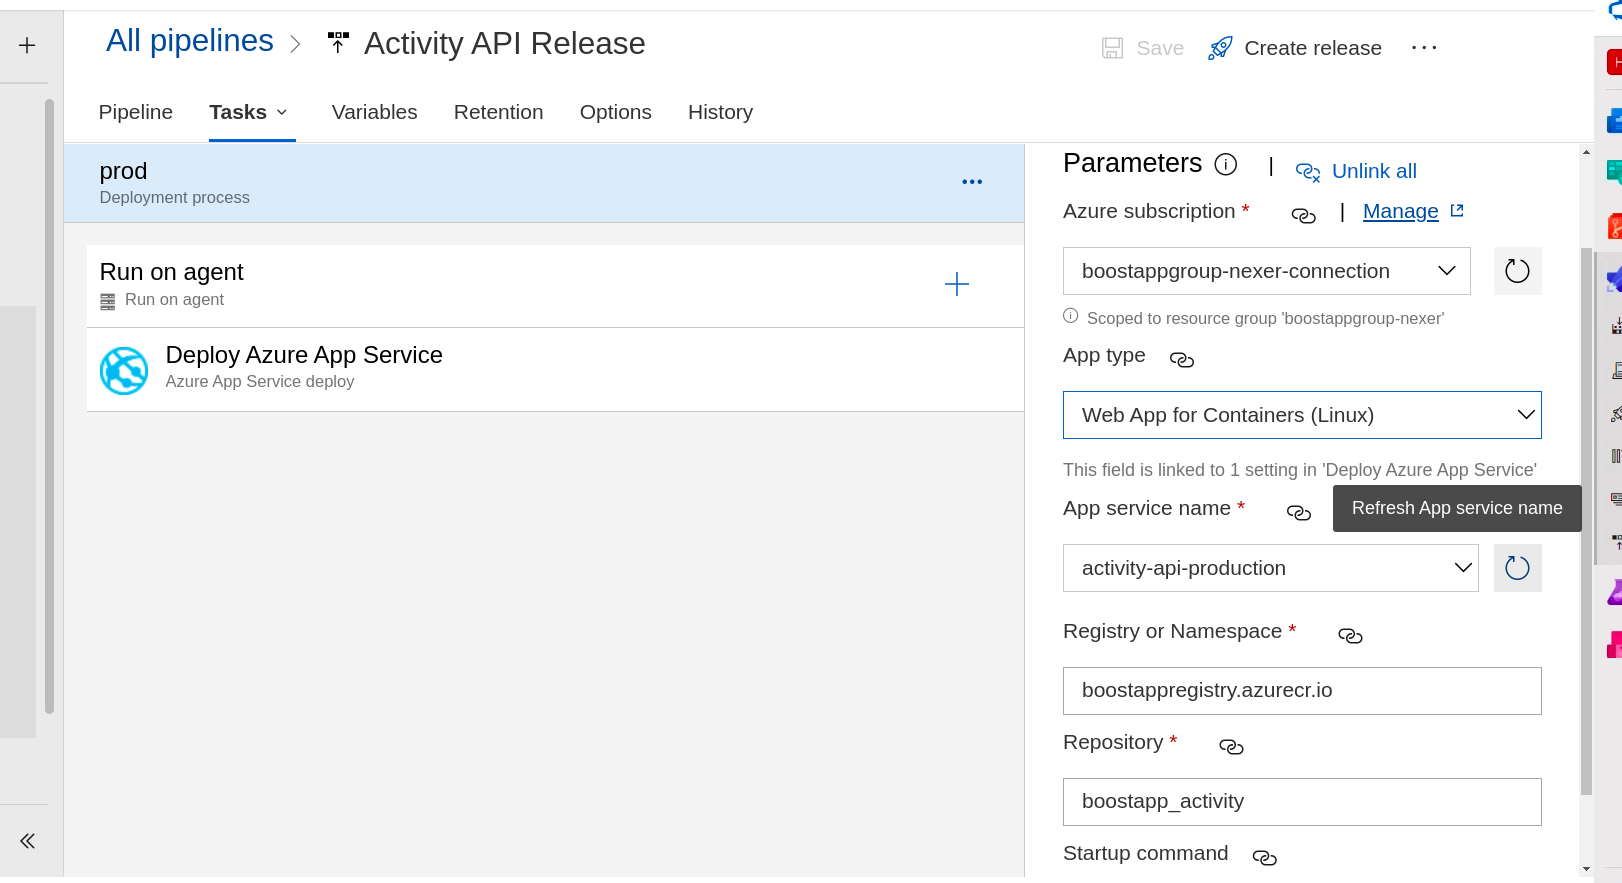 All pipelines
Activity API Release
Save
Create release
Pipeline
Tasks
Variables
Retention
Options
History
prod
Deployment process
Run on agent
Run on agent
Deploy Azure App Service
Azure App Service deploy
Parameters
|
Unlink all
Azure subscription *
|
Manage
boostappgroup-nexer-connection
Scoped to resource group 'boostappgroup-nexer'
App type
Web App for Containers (Linux)
This field is linked to 1 setting in 'Deploy Azure App Service'
App service name *
Refresh App service name
activity-api-production
Registry or Namespace *
boostappregistry.azurecr.io
Repository *
boostapp_activity
Startup command